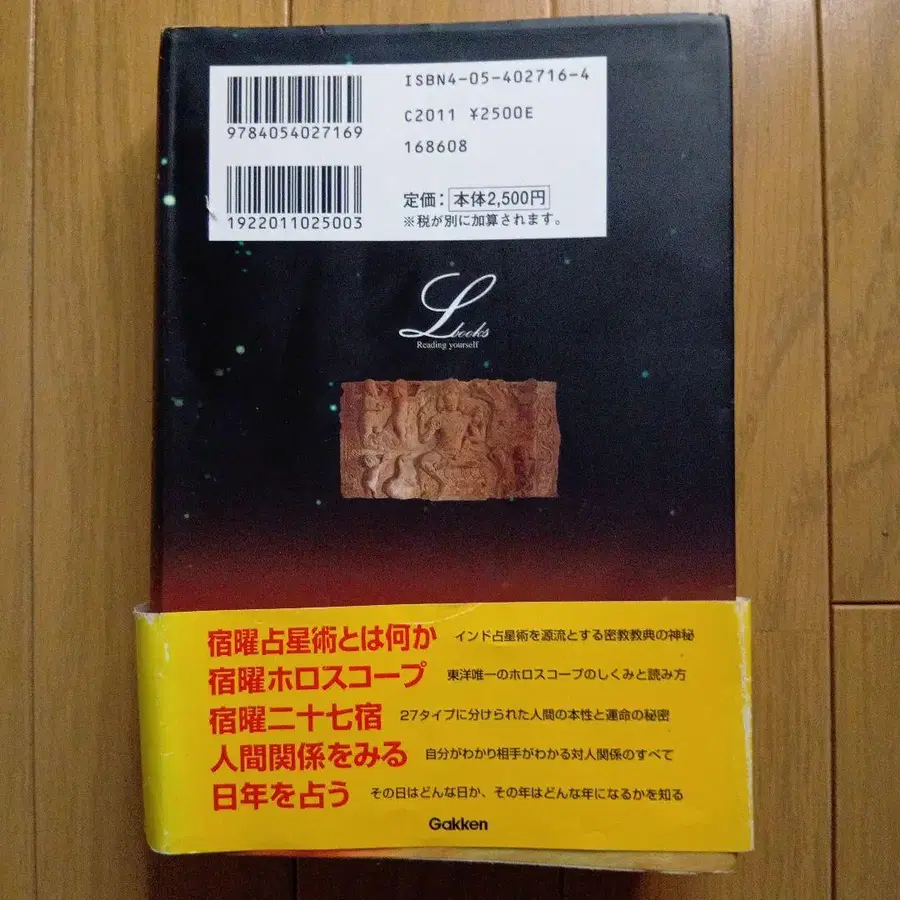 ISBN4-05-402716-4
C2011 ¥2500E
168608
9784054027169
1922011025003
定価：本体2,500円
※税が別に加算されます。
L books
Reading yourself
宿曜占星術とは何か インド占星術を源流とする密教教典の神秘
宿曜ホロスコープ 東洋唯一のホロスコープのしくみと読み方
宿曜二十七宿 27タイプに分けられた人間の本性と運命の秘密
人間関係をみる 自分がわかり相手がわかる対人関係のすべて
日年を占う その日はどんな日か、その年はどんな年になるかを知る
Gakken